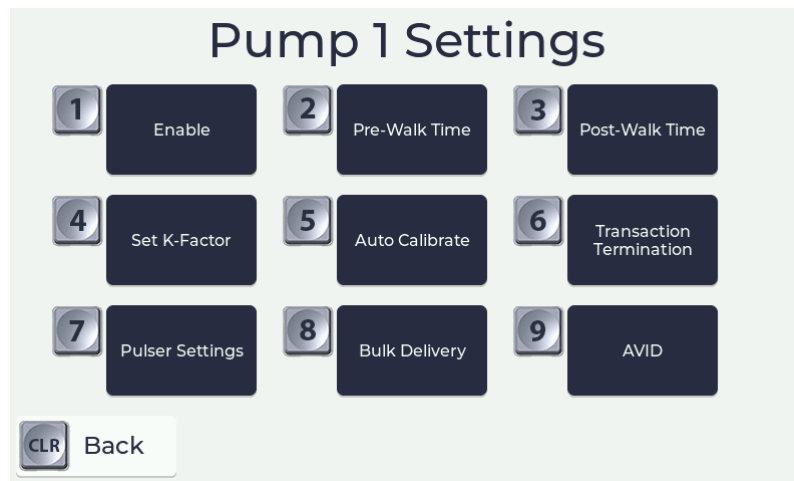 Pump 1 Settings
1
Enable
2
Pre-Walk Time
3
Post-Walk Time
4
Set K-Factor
5
Auto Calibrate
6
Transaction
Termination
7
Pulser Settings
8
Bulk Delivery
9
AVID
CLR
Back